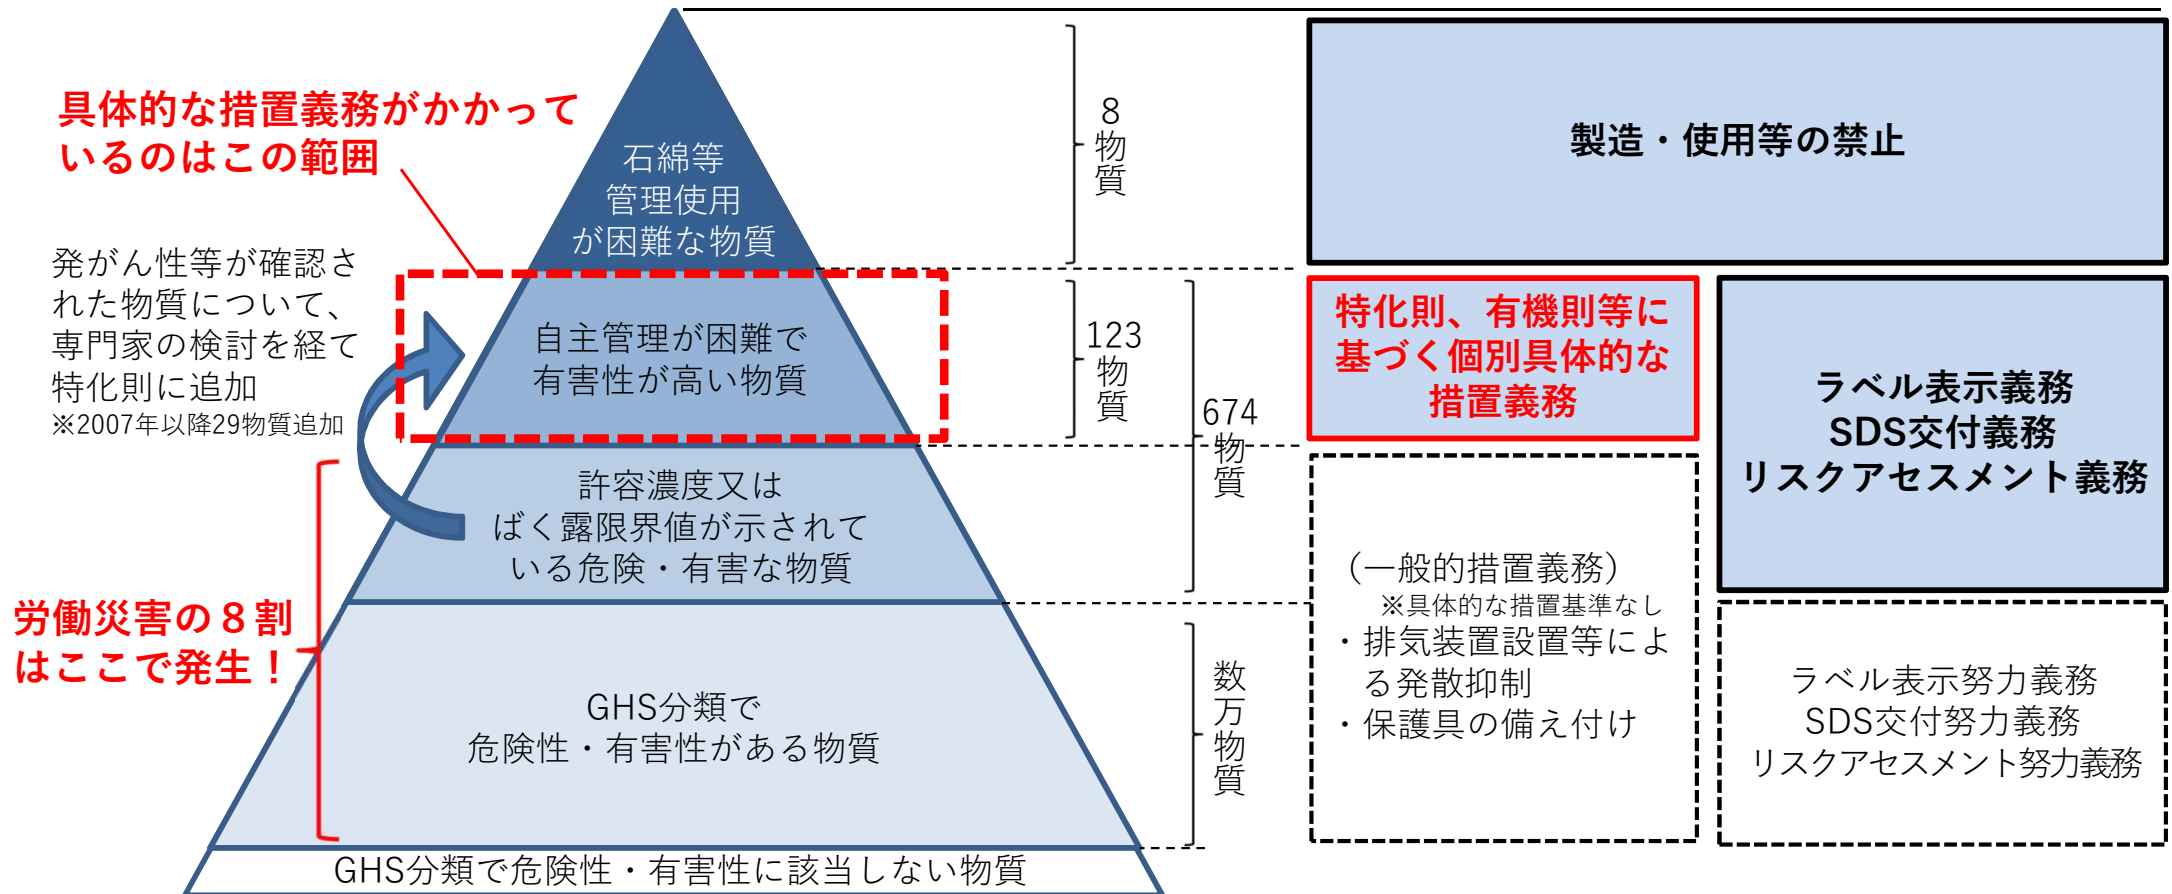 具体的な措置義務がかかって
いるのはこの範囲
発がん性等が確認さ
れた物質について、
専門家の検討を経て
特化則に追加
※2007年以降29物質追加
労働災害の８割
はここで発生！
石綿等
管理使用
が困難な物質
自主管理が困難で
有害性が高い物質
許容濃度又は
ばく露限界値が示されて
いる危険・有害な物質
GHS分類で
危険性・有害性がある物質
GHS分類で危険性・有害性に該当しない物質
8
物質
123
物質
674
物質
数万物質
製造・使用等の禁止
特化則、有機則等に
基づく個別具体的な
措置義務
ラベル表示義務
SDS交付義務
リスクアセスメント義務
（一般的措置義務）
※具体的な措置基準なし
・排気装置設置等によ
る発散抑制
・保護具の備え付け
ラベル表示努力義務
SDS交付努力義務
リスクアセスメント努力義務